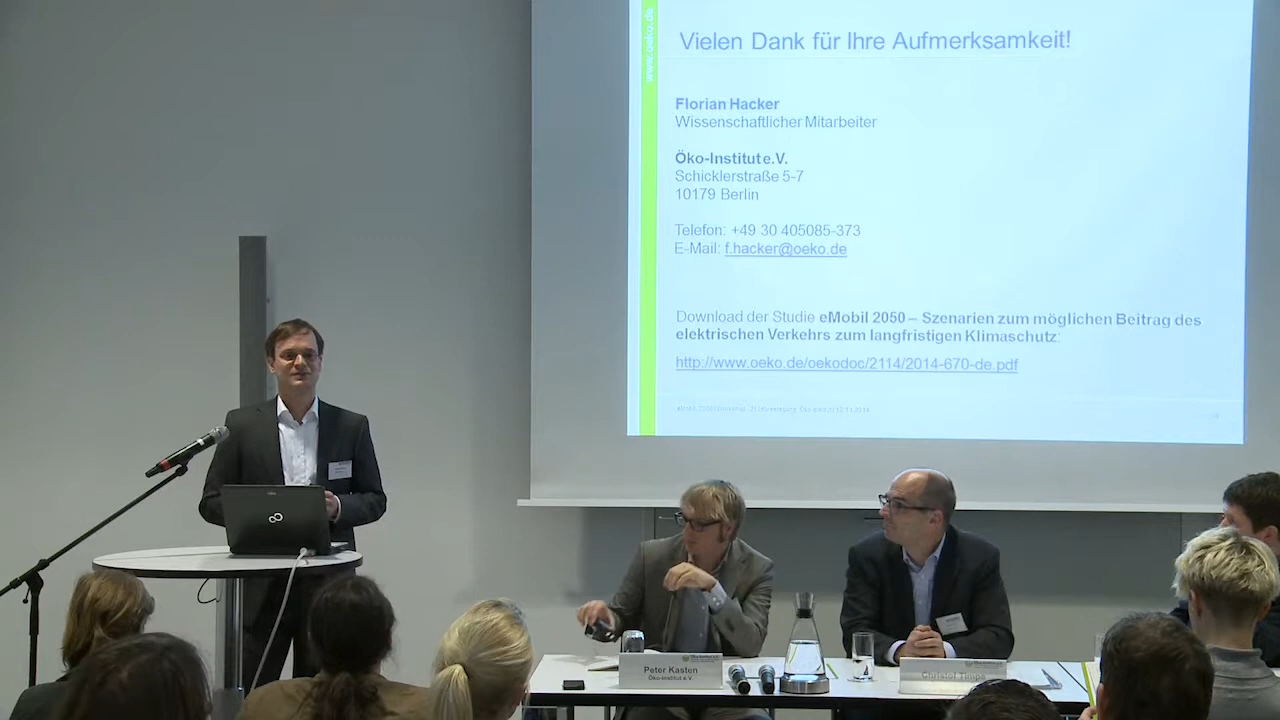 www.oeko.de
Vielen Dank für Ihre Aufmerksamkeit!
Florian Hacker
Wissenschaftlicher Mitarbeiter
Öko-Institut e.V.
Schicklerstraße 5-7
10179 Berlin
Telefon: +49 30 405085-373
E-Mail: f.hacker@oeko.de
Download der Studie eMobil 2050 – Szenarien zum möglichen Beitrag des
elektrischen Verkehrs zum langfristigen Klimaschutz:
http://www.oeko.de/oekodoc/2114/2014-670-de.pdf
Peter Kasten
Öko-Institut e.V.
Christof Timpe